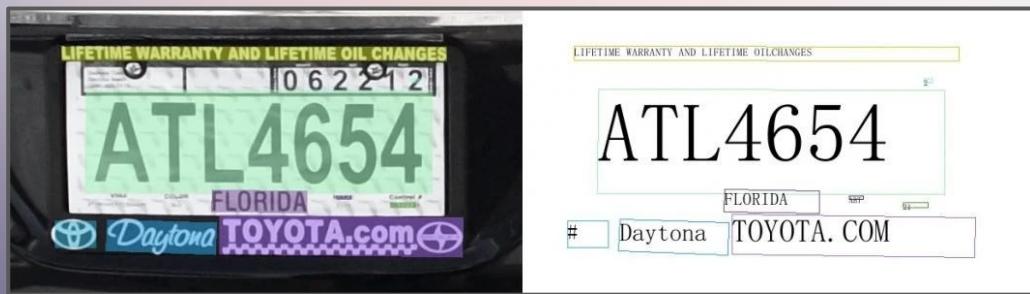 LIFETIME WARRANTY AND LIFETIME OIL CHANGES
062212
ATL4654
FLORIDA
Daytona TOYOTA.com
LIFETIME WARRANTY AND LIFETIME OILCHANGES
ATL4654
FLORIDA
# Daytona TOYOTA. COM